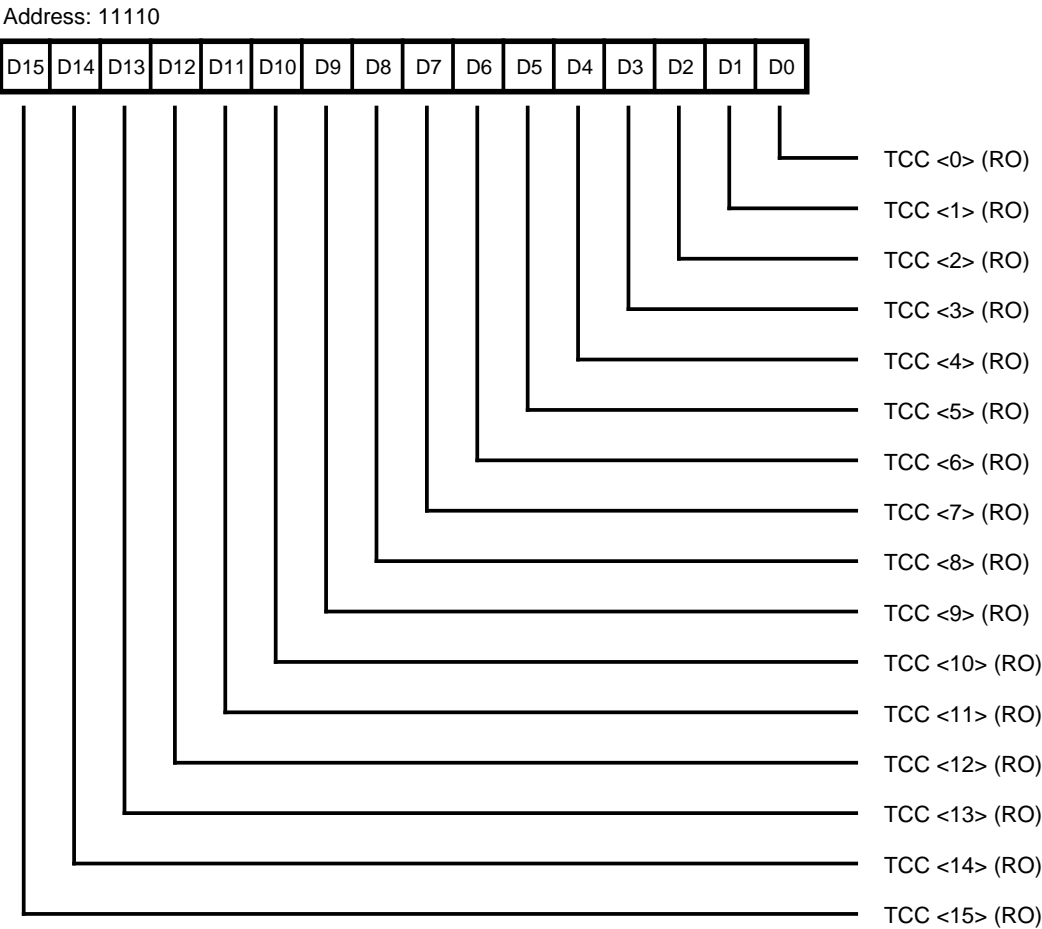 Address: 11110
D15 D14 D13 D12 D11 D10 D9 D8 D7 D6 D5 D4 D3 D2 D1 D0
TCC <0> (RO)
TCC <1> (RO)
TCC <2> (RO)
TCC <3> (RO)
TCC <4> (RO)
TCC <5> (RO)
TCC <6> (RO)
TCC <7> (RO)
TCC <8> (RO)
TCC <9> (RO)
TCC <10> (RO)
TCC <11> (RO)
TCC <12> (RO)
TCC <13> (RO)
TCC <14> (RO)
TCC <15> (RO)